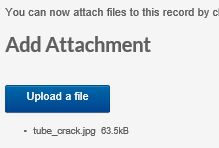 You can now attach files to this record by
Add Attachment
Upload a file
• tube_crack.jpg 63.5kB